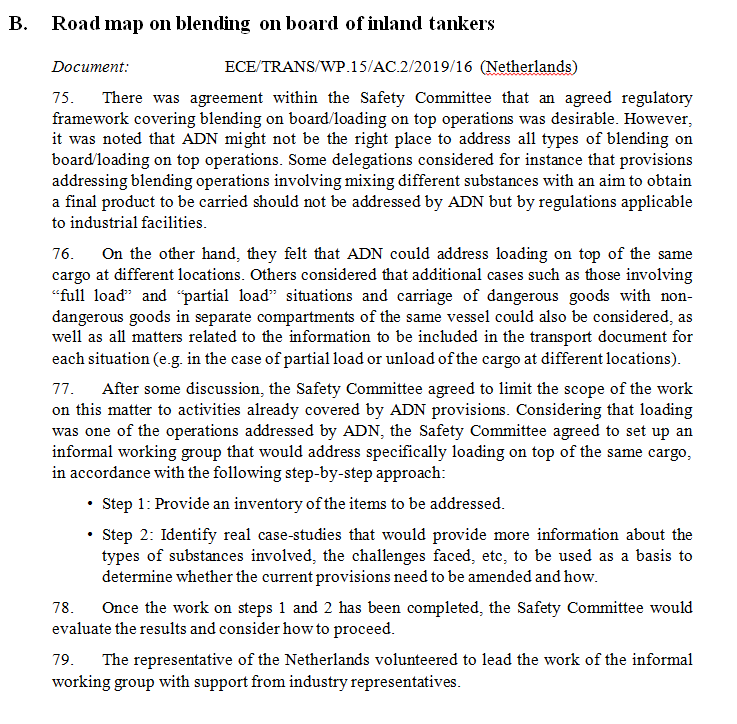 B. Road map on blending on board of inland tankers
Document: ECE/TRANS/WP.15/AC.2/2019/16 (Netherlands)
75. There was agreement within the Safety Committee that an agreed regulatory
framework covering blending on board/loading on top operations was desirable. However,
it was noted that ADN might not be the right place to address all types of blending on
board/loading on top operations. Some delegations considered for instance that provisions
addressing blending operations involving mixing different substances with an aim to obtain
a final product to be carried should not be addressed by ADN but by regulations applicable
to industrial facilities.
76. On the other hand, they felt that ADN could address loading on top of the same
cargo at different locations. Others considered that additional cases such as those involving
“full load” and “partial load” situations and carriage of dangerous goods with non-
dangerous goods in separate compartments of the same vessel could also be considered, as
well as all matters related to the information to be included in the transport document for
each situation (e.g. in the case of partial load or unload of the cargo at different locations).
77. After some discussion, the Safety Committee agreed to limit the scope of the work
on this matter to activities already covered by ADN provisions. Considering that loading
was one of the operations addressed by ADN, the Safety Committee agreed to set up an
informal working group that would address specifically loading on top of the same cargo,
in accordance with the following step-by-step approach:
• Step 1: Provide an inventory of the items to be addressed.
• Step 2: Identify real case-studies that would provide more information about the
types of substances involved, the challenges faced, etc, to be used as a basis to
determine whether the current provisions need to be amended and how.
78. Once the work on steps 1 and 2 has been completed, the Safety Committee would
evaluate the results and consider how to proceed.
79. The representative of the Netherlands volunteered to lead the work of the informal
working group with support from industry representatives.